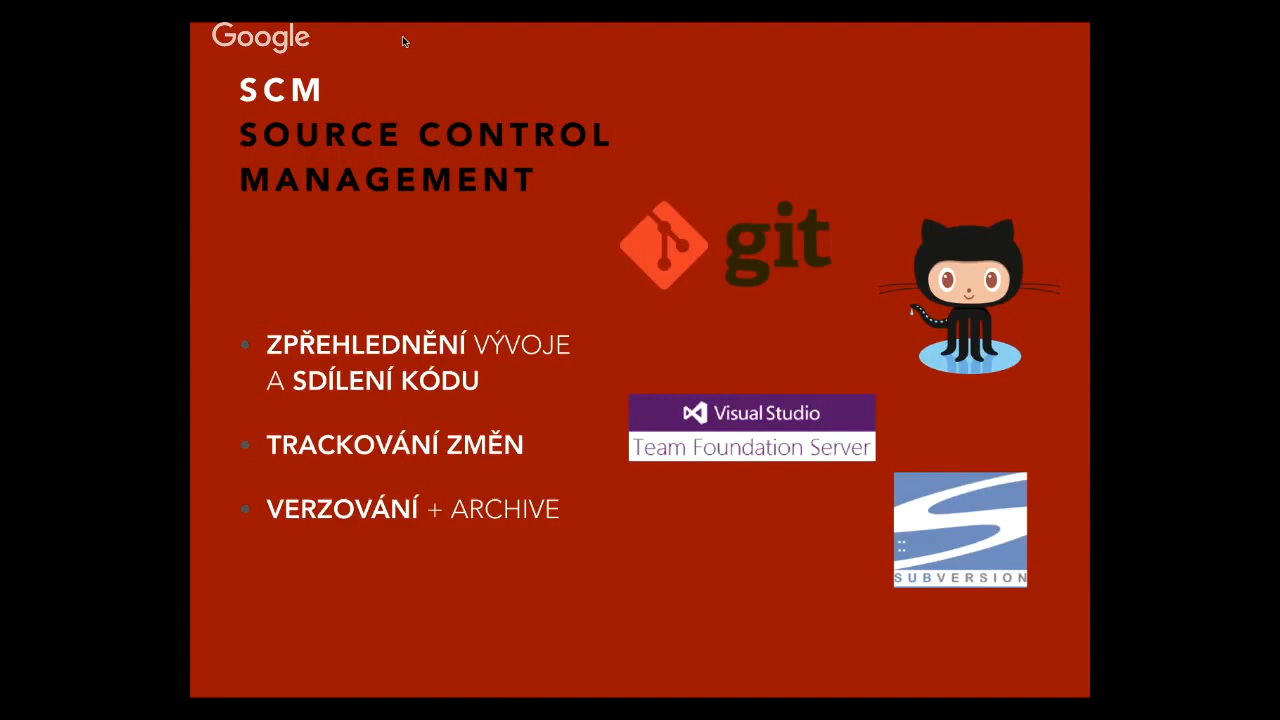 Google
SCM
SOURCE CONTROL
MANAGEMENT
git
ZPŘEHLEDNĚNÍ VÝVOJE
A SDÍLENÍ KÓDU
TRACKOVÁNÍ ZMĚN
VERZOVÁNÍ + ARCHIVE
Visual Studio
Team Foundation Server
SUBVERSION